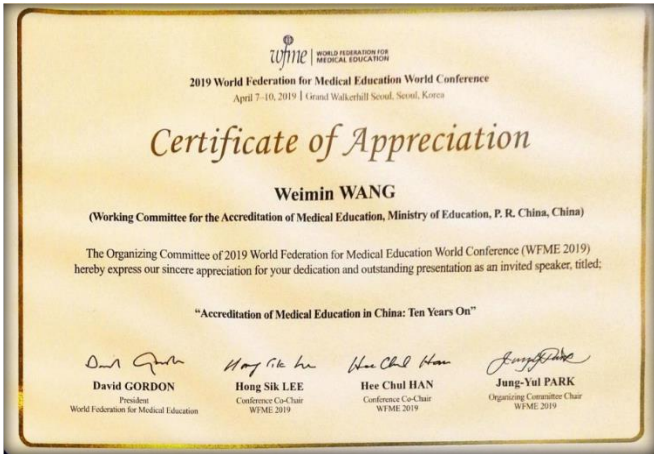 wfme WORLD FEDERATION FOR
MEDICAL EDUCATION
2019 World Federation for Medical Education World Conference
April 7-10, 2019 | Grand Walkerhill Seoul, Seoul, Korea
Certificate of Appreciation
Weimin WANG
(Working Committee for the Accreditation of Medical Education, Ministry of Education, P. R. China, China)
The Organizing Committee of 2019 World Federation for Medical Education World Conference (WFME 2019)
hereby express our sincere appreciation for your dedication and outstanding presentation as an invited speaker, titled;
“Accreditation of Medical Education in China: Ten Years On”
David GORDON
President
World Federation for Medical Education
Hong Sik LEE
Conference Co-Chair
WFME 2019
Hee Chul HAN
Conference Co-Chair
WFME 2019
Jung-Yul PARK
Organizing Committee Chair
WFME 2019